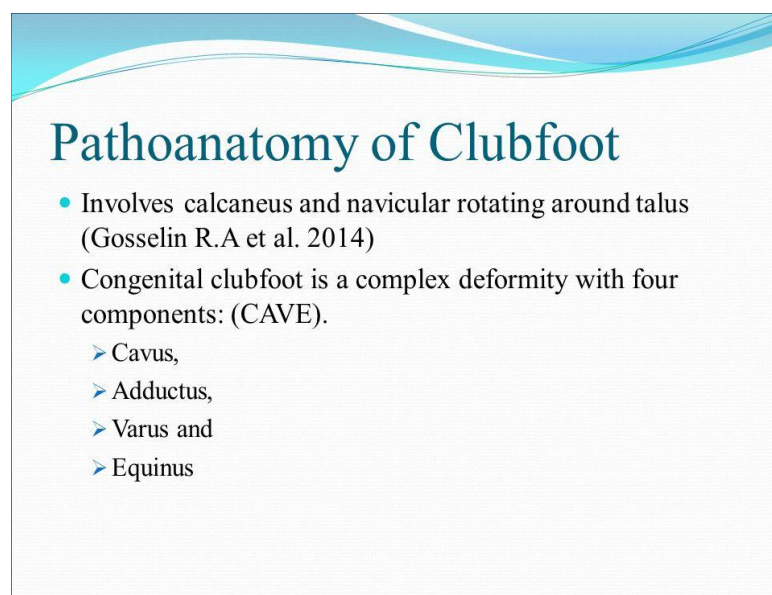 Pathoanatomy of Clubfoot
Involves calcaneus and navicular rotating around talus
(Gosselin R.A et al. 2014)
Congenital clubfoot is a complex deformity with four
components: (CAVE).
Cavus,
Adductus,
Varus and
Equinus